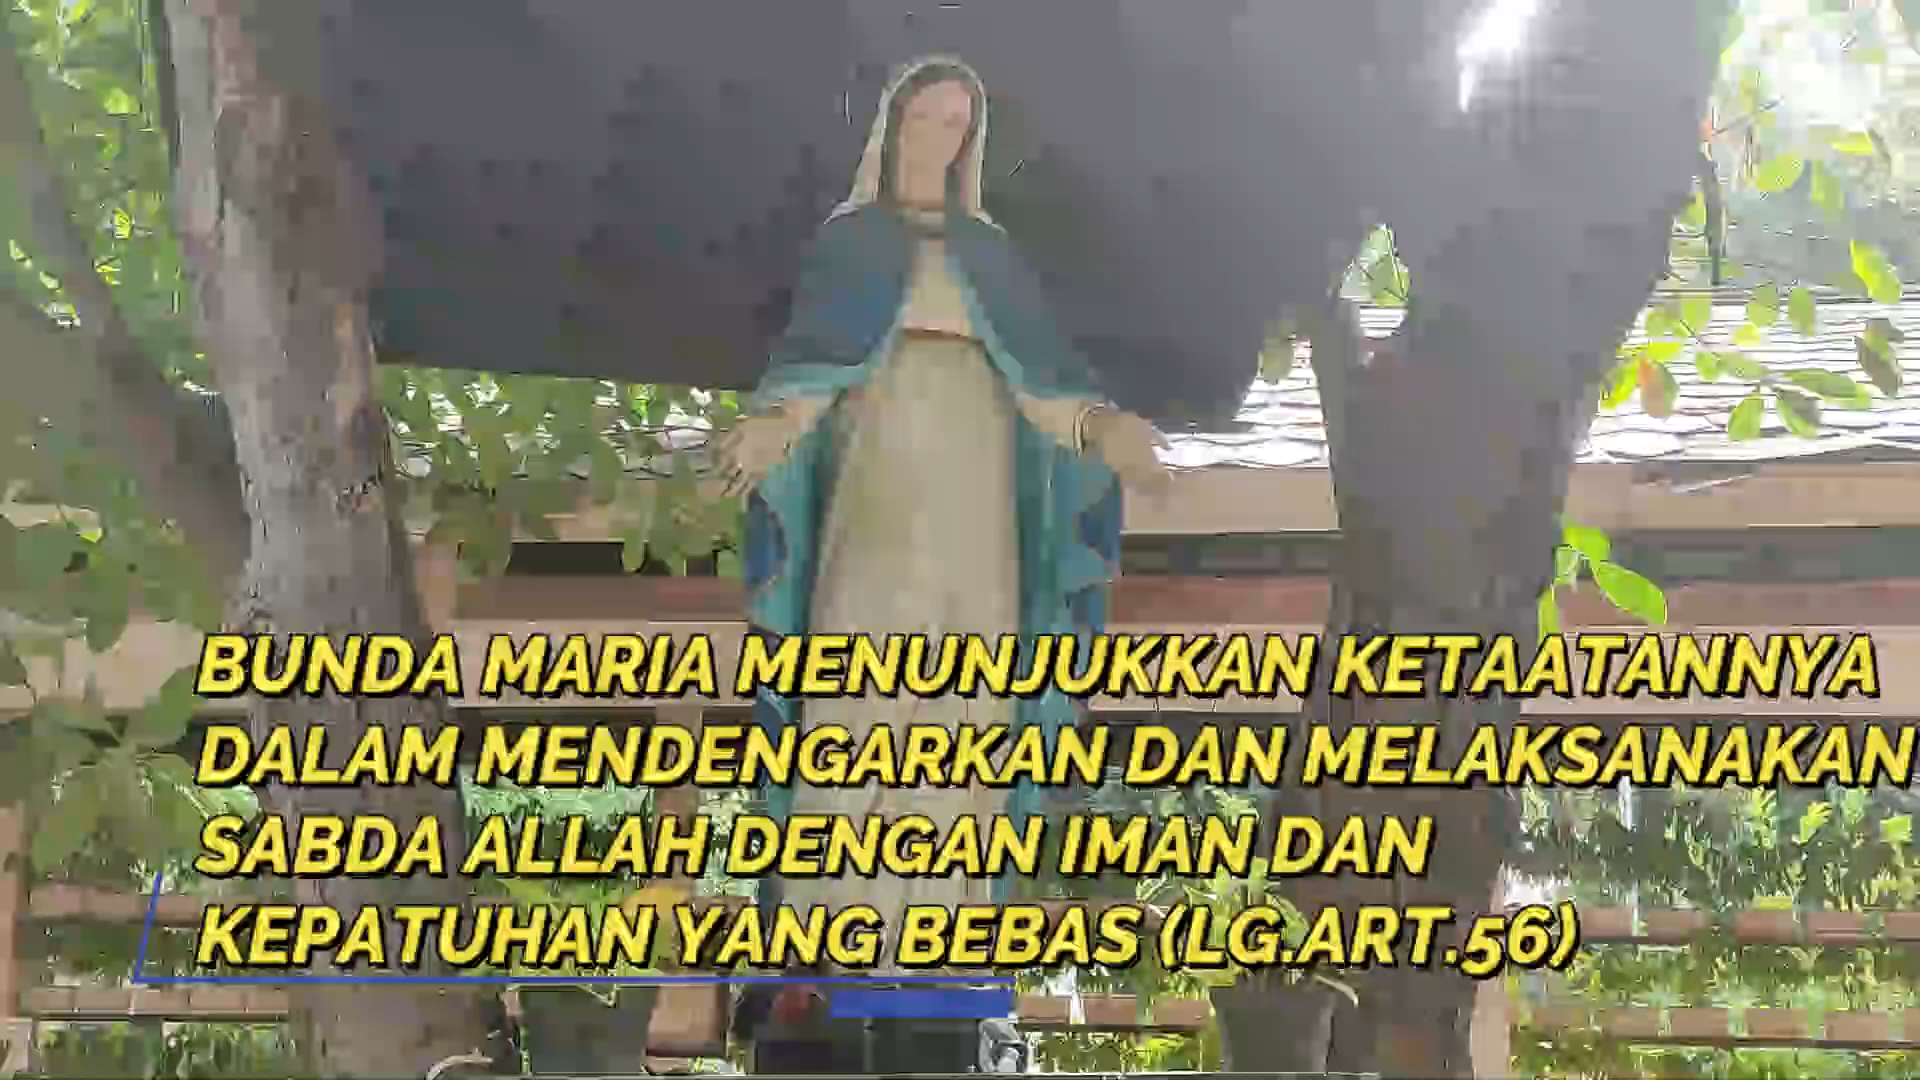 BUNDA MARIA MENUNJUKKAN KETAATANNYA
DALAM MENDENGARKAN DAN MELAKSANAKAN
SABDA ALLAH DENGAN IMAN DAN
KEPATUHAN YANG BEBAS (LG.ART.56)